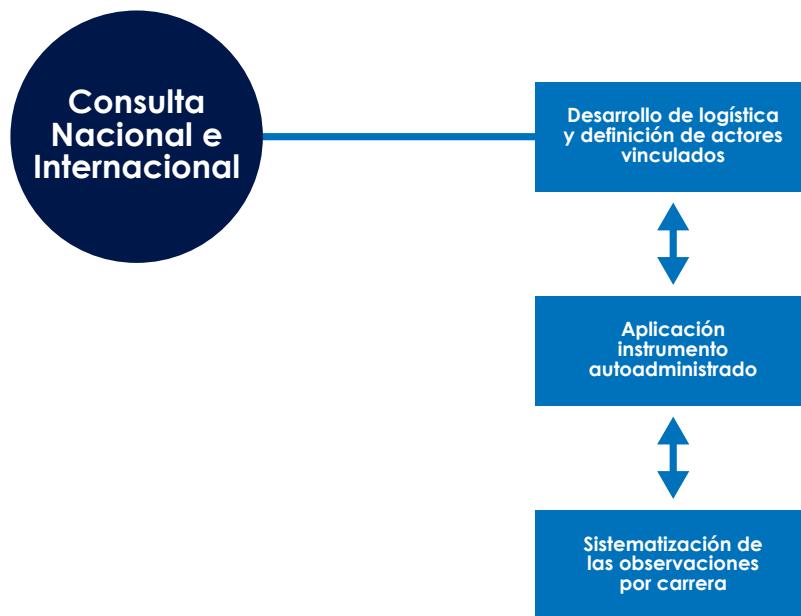 Consulta
Nacional e
Internacional
Desarrollo de logística
y definición de actores
vinculados
Aplicación
instrumento
autoadministrado
Sistematización de
las observaciones
por carrera